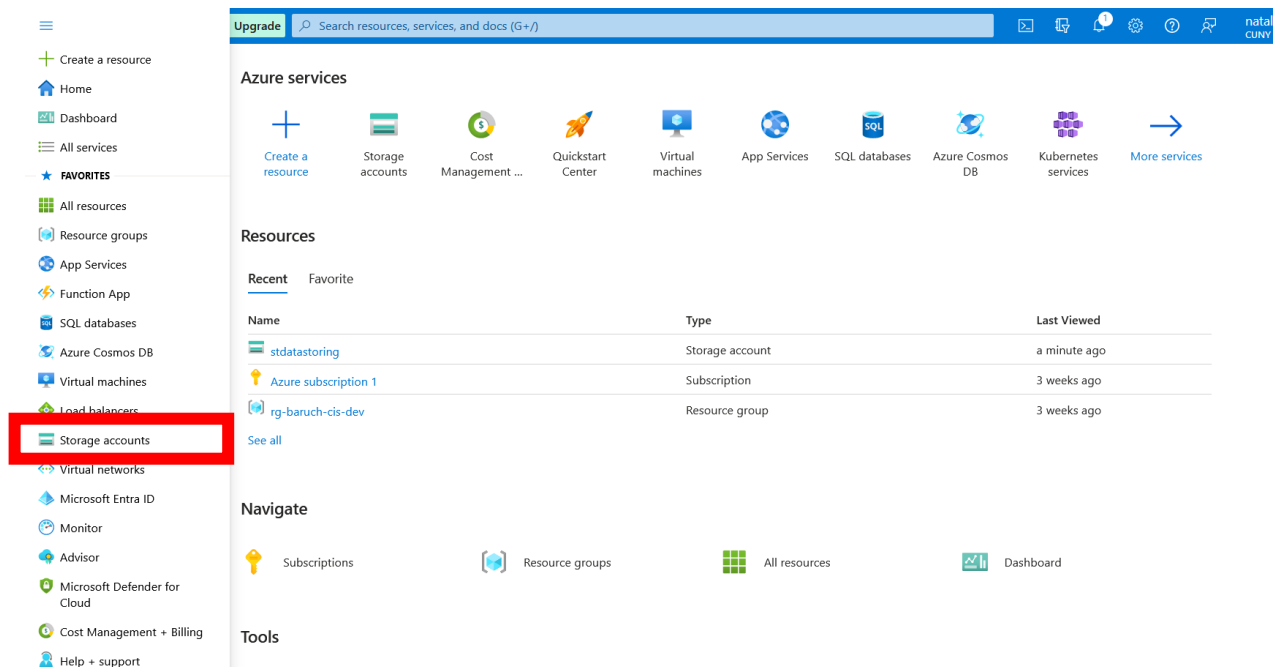 Create a resource
Home
Dashboard
All services
FAVORITES
All resources
Resource groups
App Services
Function App
SQL databases
Azure Cosmos DB
Virtual machines
Load balancers
Storage accounts
Virtual networks
Microsoft Entra ID
Monitor
Advisor
Microsoft Defender for
Cloud
Cost Management + Billing
Help + support
Upgrade
Search resources, services, and docs (G+/)
1
natal
CUNY
Azure services
Create a
resource
Storage
accounts
Cost
Management ...
Quickstart
Center
Virtual
machines
App Services
SQL
SQL databases
Azure Cosmos
DB
Kubernetes
services
More services
Resources
Recent Favorite
Name Type Last Viewed
stdatastoring Storage account a minute ago
Azure subscription 1 Subscription 3 weeks ago
rg-baruch-cis-dev Resource group 3 weeks ago
See all
Navigate
Subscriptions Resource groups All resources Dashboard
Tools